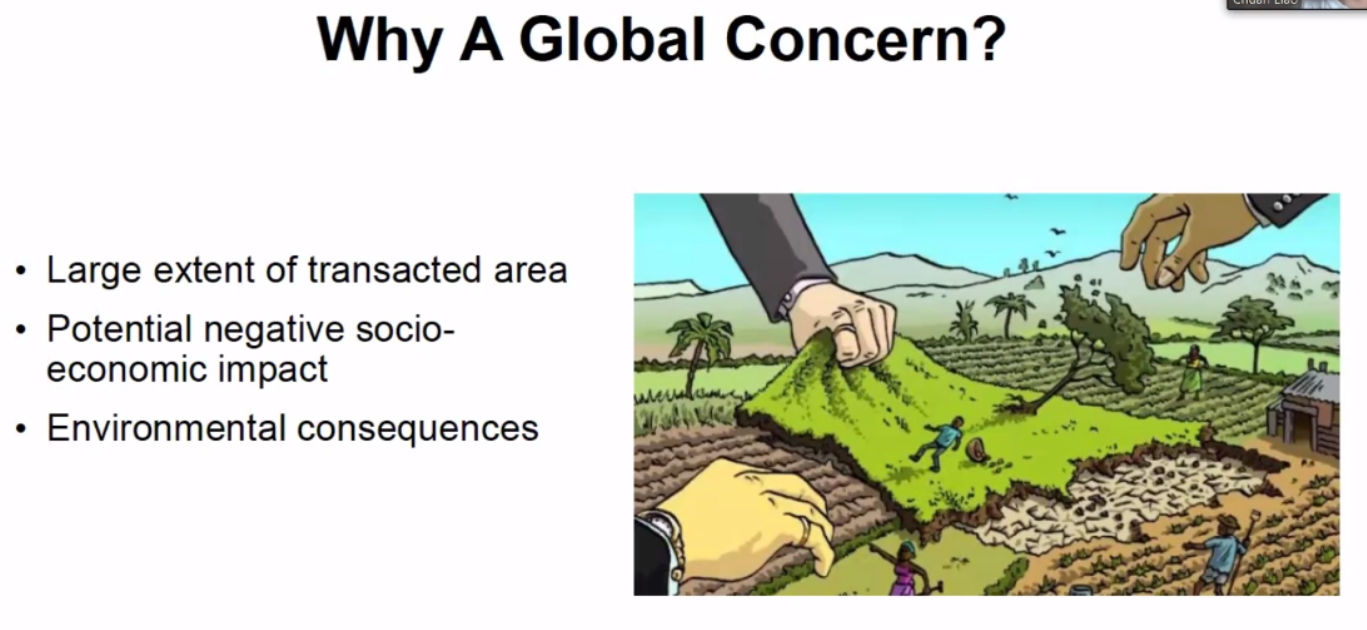 Chuan Liao
Why A Global Concern?
• Large extent of transacted area
• Potential negative socio-
economic impact
• Environmental consequences